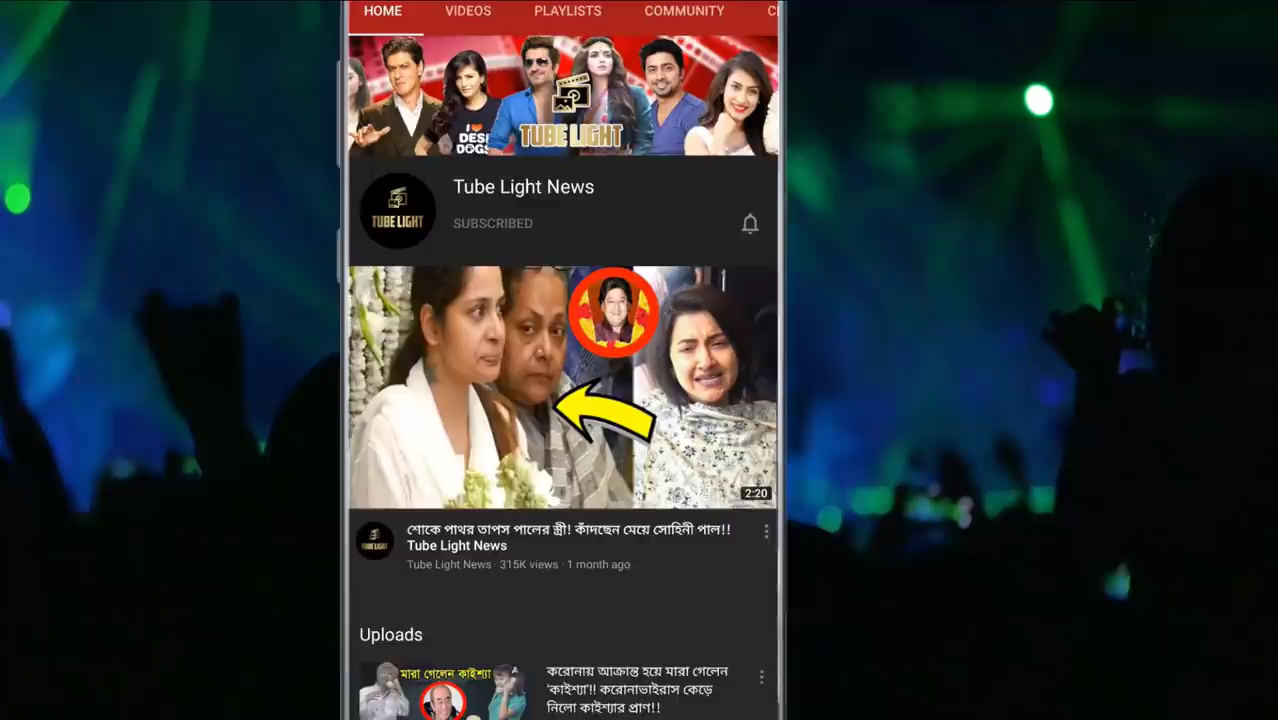 HOME VIDEOS PLAYLISTS COMMUNITY
I ❤ DESI DOGS
TUBE LIGHT
Tube Light News
TUBE LIGHT
SUBSCRIBED
2:20
শোকে পাথর তাপস পালের স্ত্রী! কাঁদছেন মেয়ে সোহিনী পাল!!
Tube Light News
TUBE LIGHT
Tube Light News · 315K views · 1 month ago
Uploads
মারা গেলেন কাইশ্যা
করোনায় আক্রান্ত হয়ে মারা গেলেন
'কাইশ্যা'!! করোনাভাইরাস কেড়ে
নিলো কাইশ্যার প্রাণ!!